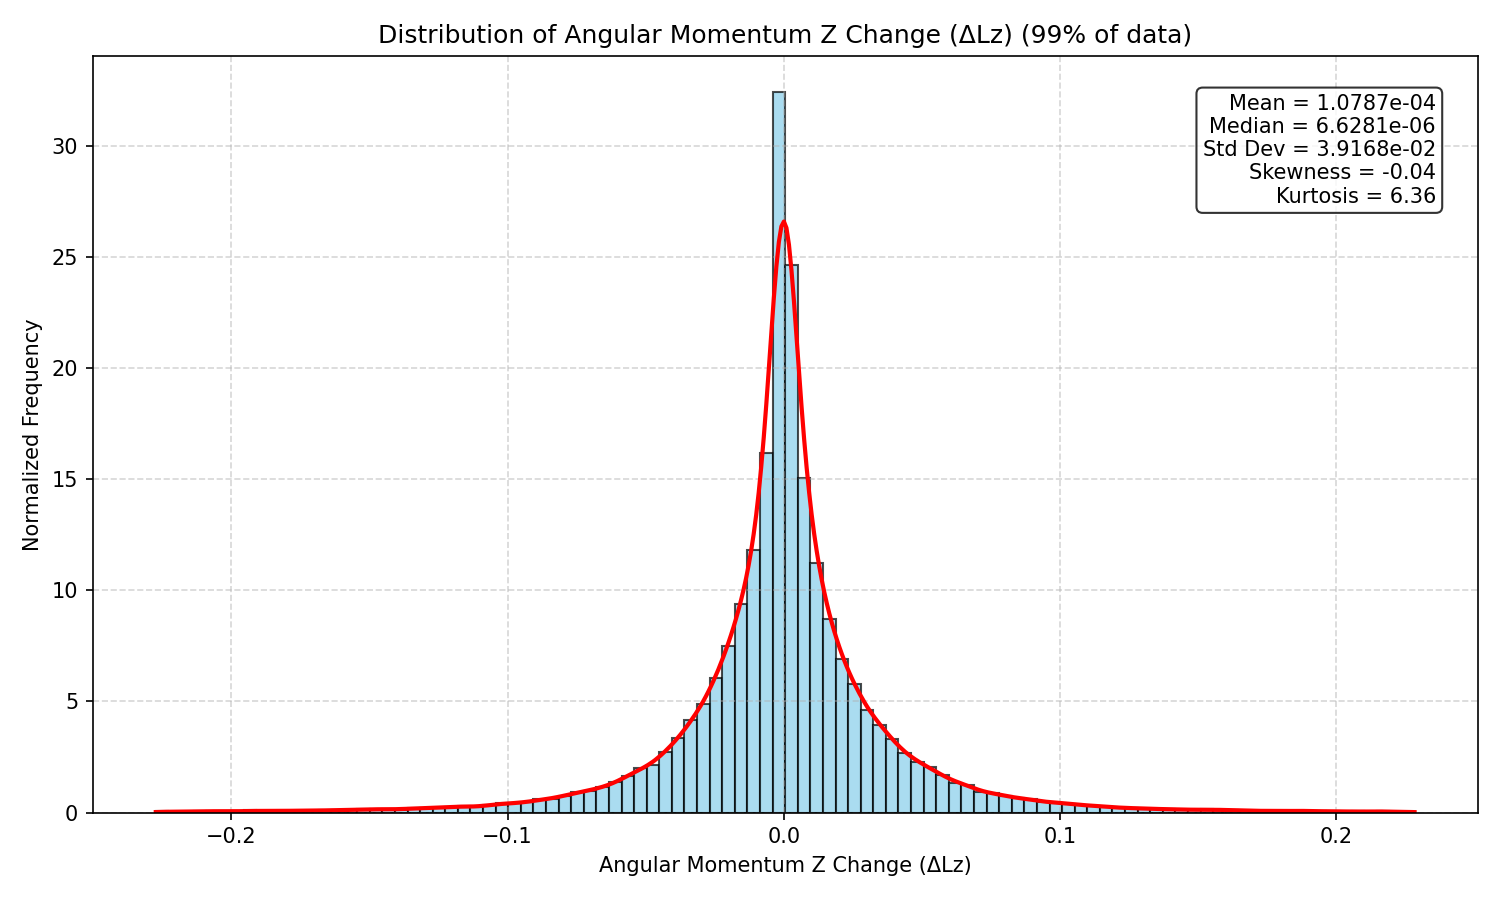 Distribution of Angular Momentum Z Change (ΔLz) (99% of data)
Mean = 1.0787e-04
Median = 6.6281e-06
Std Dev = 3.9168e-02
Skewness = -0.04
Kurtosis = 6.36
Normalized Frequency
30
25
20
15
10
5
0
−0.2
−0.1
0.0
0.1
0.2
Angular Momentum Z Change (ΔLz)